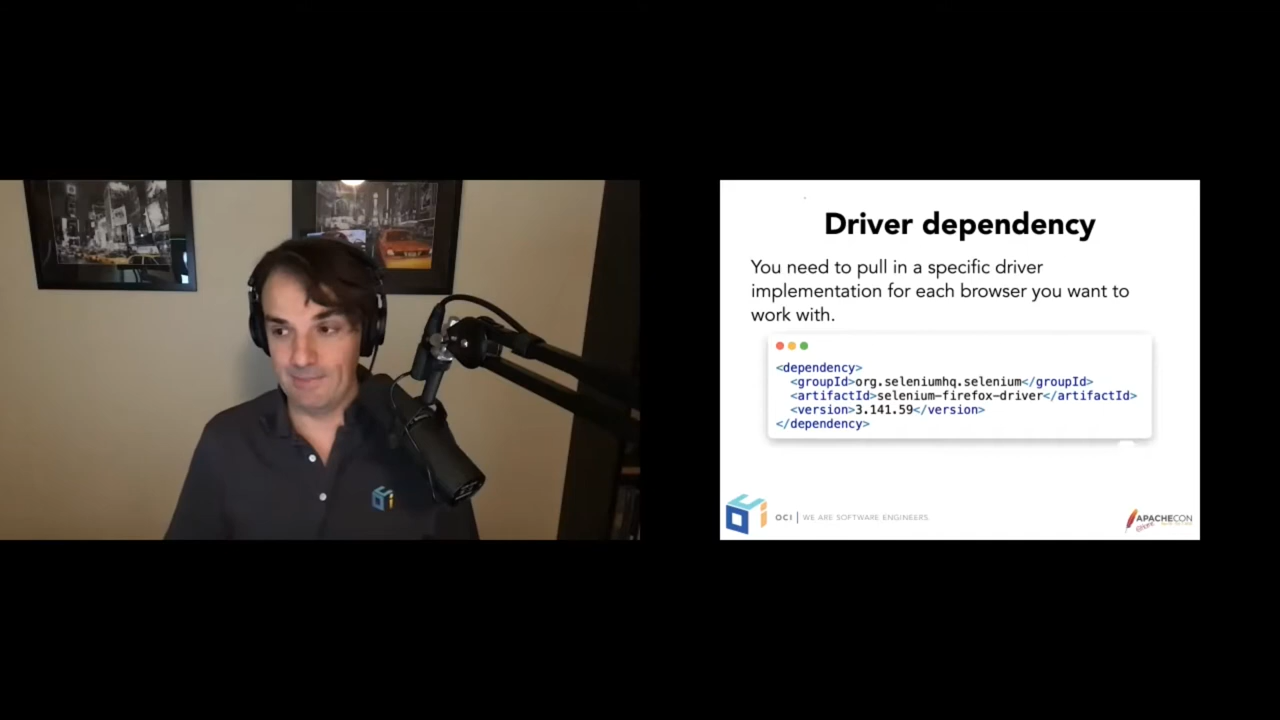 Driver dependency
You need to pull in a specific driver
implementation for each browser you want to
work with.
<dependency>
<groupId>org.seleniumhq.selenium</groupId>
<artifactId>selenium-firefox-driver</artifactId>
<version>3.141.59</version>
</dependency>
OCI | WE ARE SOFTWARE ENGINEERS.
APACHECON
@Home